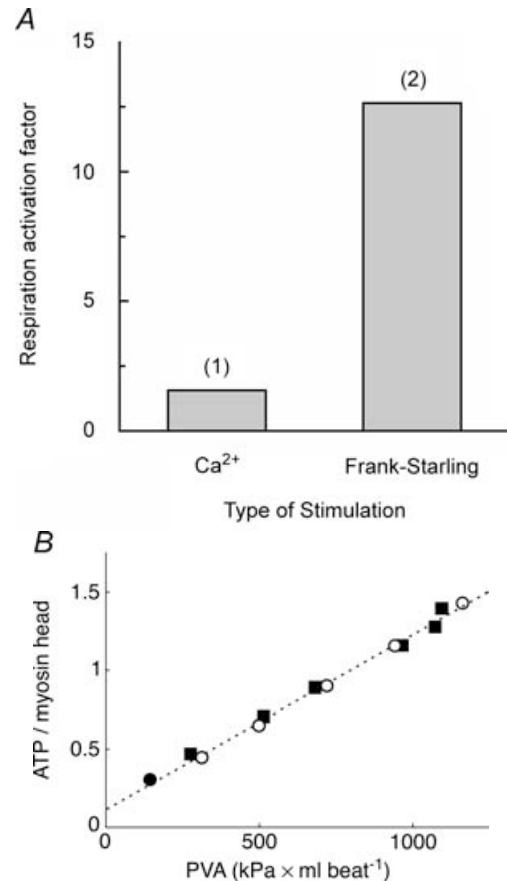 A
15
(2)
10
Respiration activation factor
5
(1)
0
Ca²⁺ Frank-Starling
Type of Stimulation
B
1.5
1
ATP / myosin head
0.5
0
0 500 1000
PVA (kPa × ml beat⁻¹)